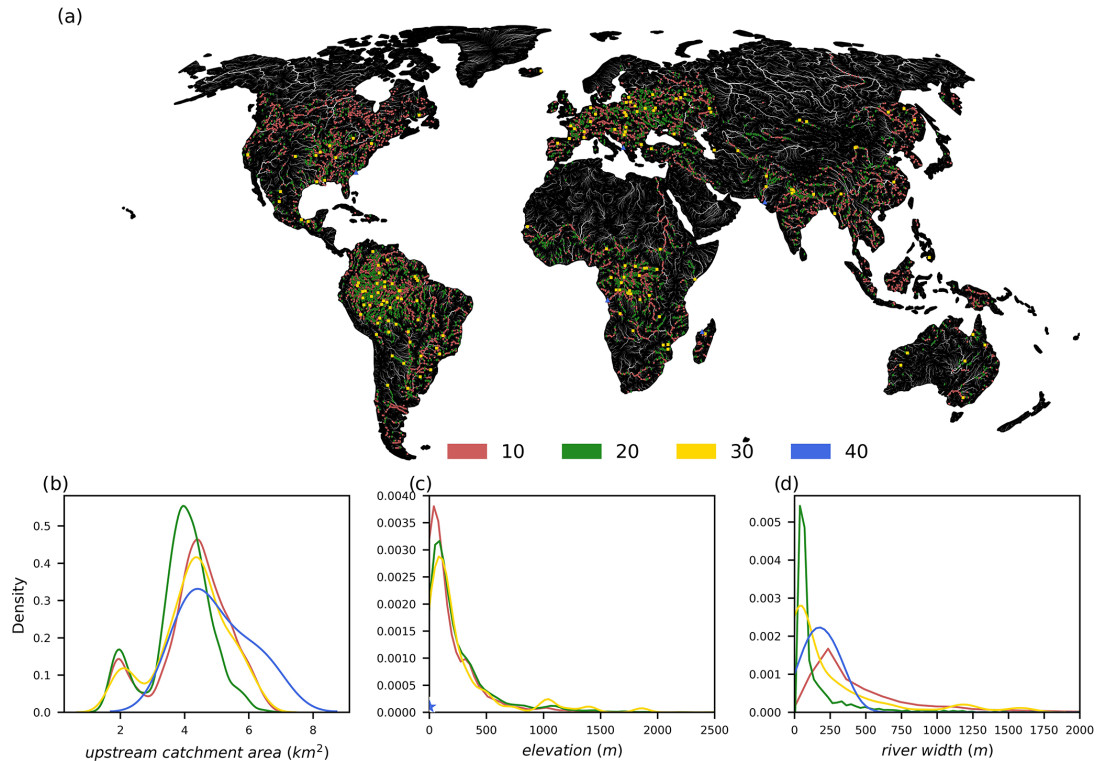 (a)
10 20 30 40
(b) (c) (d)
0.5
0.4
0.3
0.2
0.1
0.0
Density
2 4 6 8
upstream catchment area (km²)
0.0040
0.0035
0.0030
0.0025
0.0020
0.0015
0.0010
0.0005
0.0000
0 500 1000 1500 2000 2500
elevation (m)
0.005
0.004
0.003
0.002
0.001
0.000
0 250 500 750 1000 1250 1500 1750 2000
river width (m)